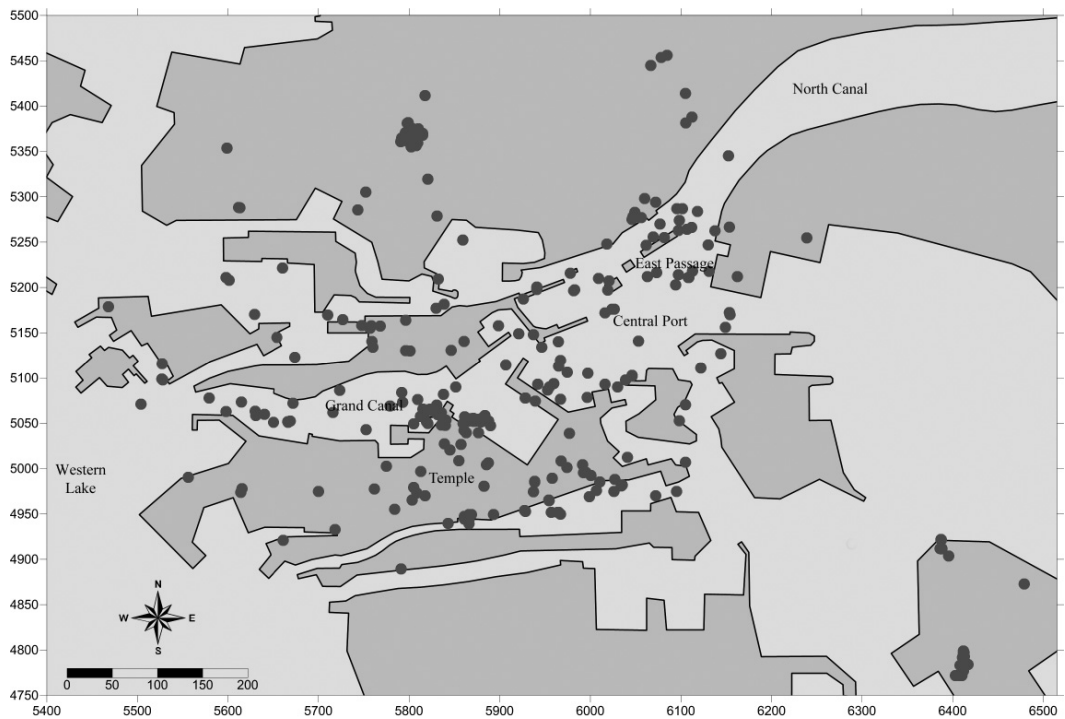 5500
5450
5400
5350
5300
5250
5200
5150
5100
5050
5000
4950
4900
4850
4800
4750
North Canal
East Passage
Central Port
Grand Canal
Temple
Western
Lake
N
W E
S
0 50 100 150 200
5400 5500 5600 5700 5800 5900 6000 6100 6200 6300 6400 6500